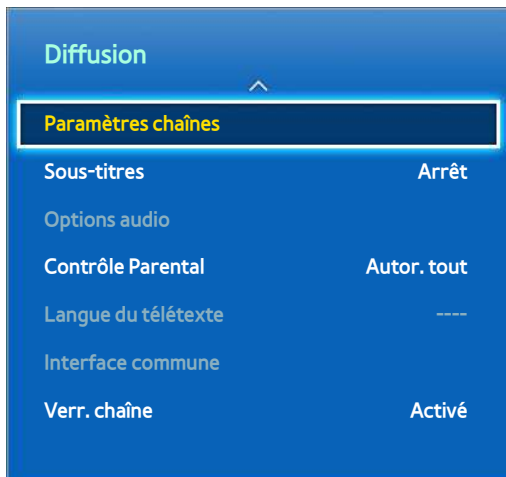 Diffusion
Paramètres chaînes
Sous-titres Arrêt
Options audio
Contrôle Parental Autor. tout
Langue du télétexte ----
Interface commune
Verr. chaîne Activé